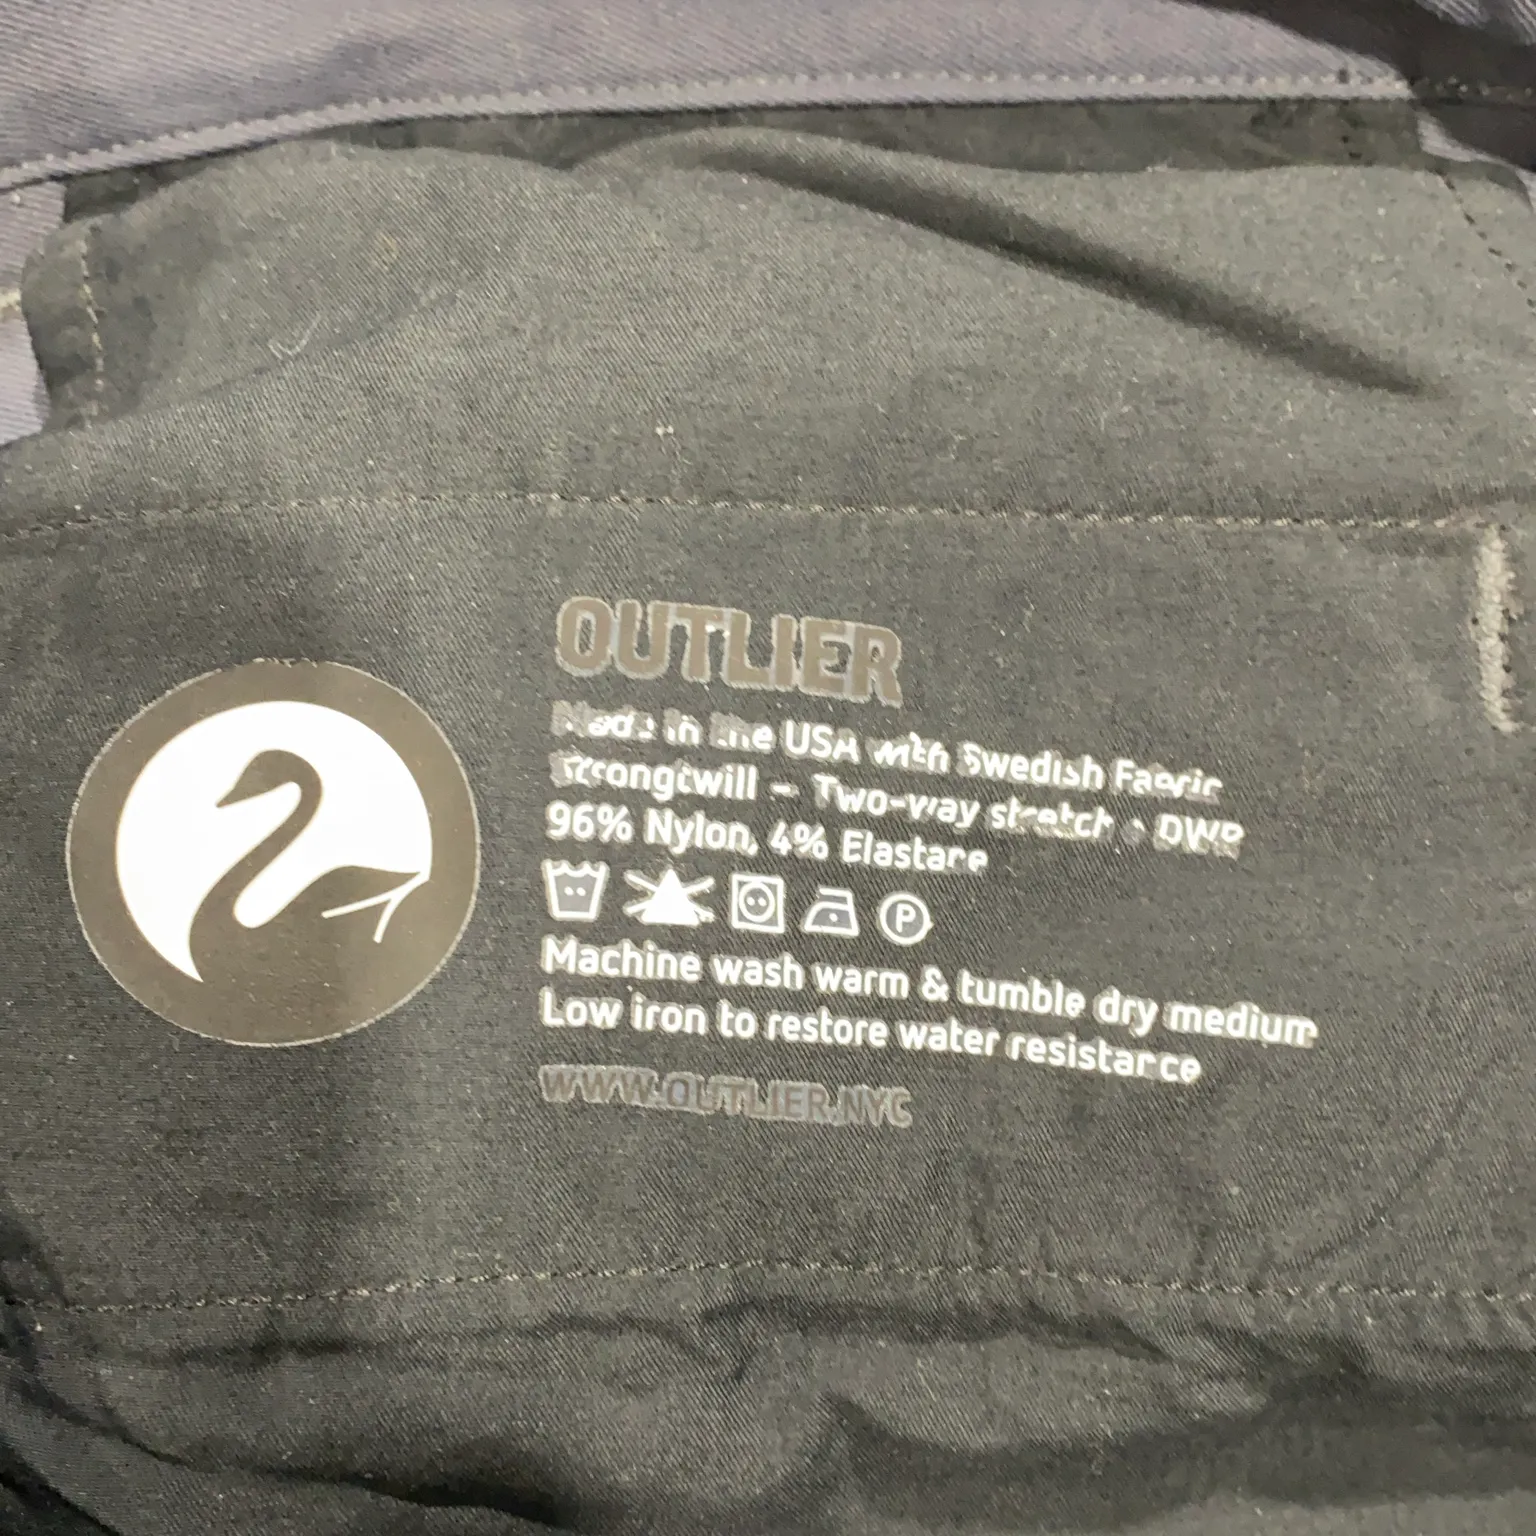 OUTLIER
Made in the USA with Swedish Fabric
Strongtwill - Two-way stretch • DWR
96% Nylon, 4% Elastane
P
Machine wash warm & tumble dry medium
Low iron to restore water resistance
WWW.OUTLIER.NYC